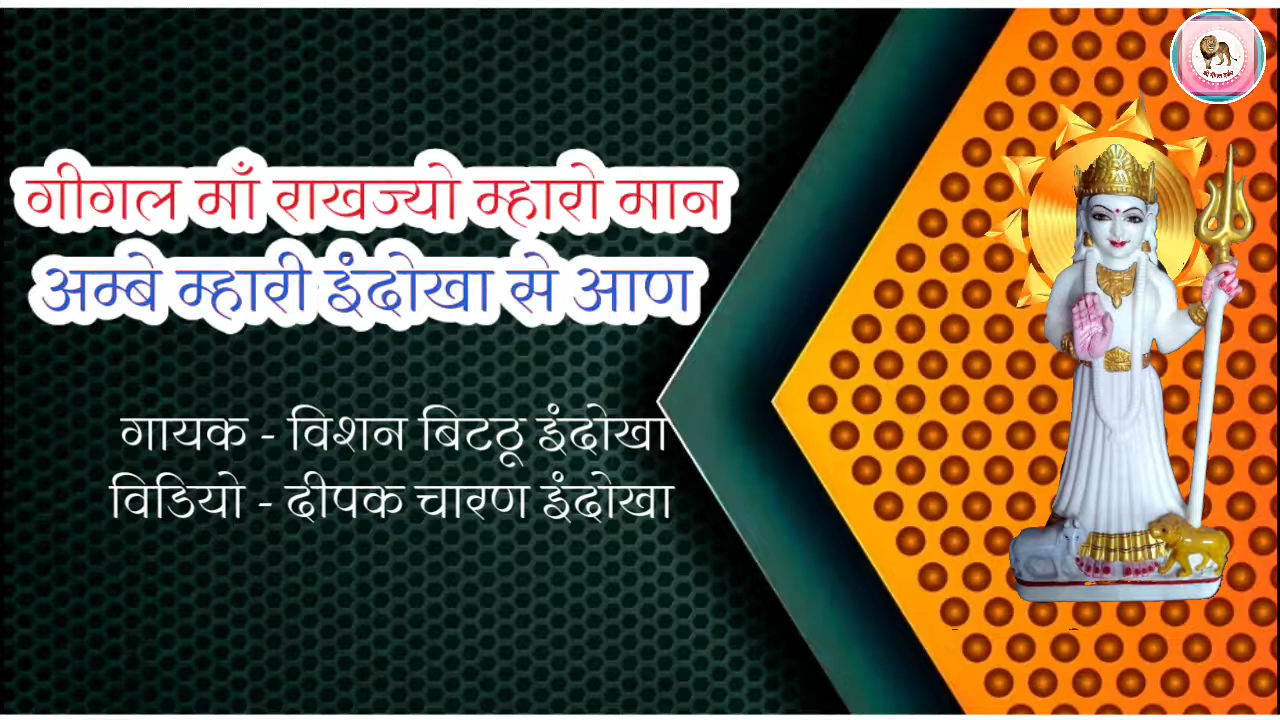 गीगल माँ राखज्यो म्हारो मान
अम्बे म्हारी इंदोखा से आण
गायक - विशन बिटठू इंदोखा
विडियो - दीपक चारण इंदोखा